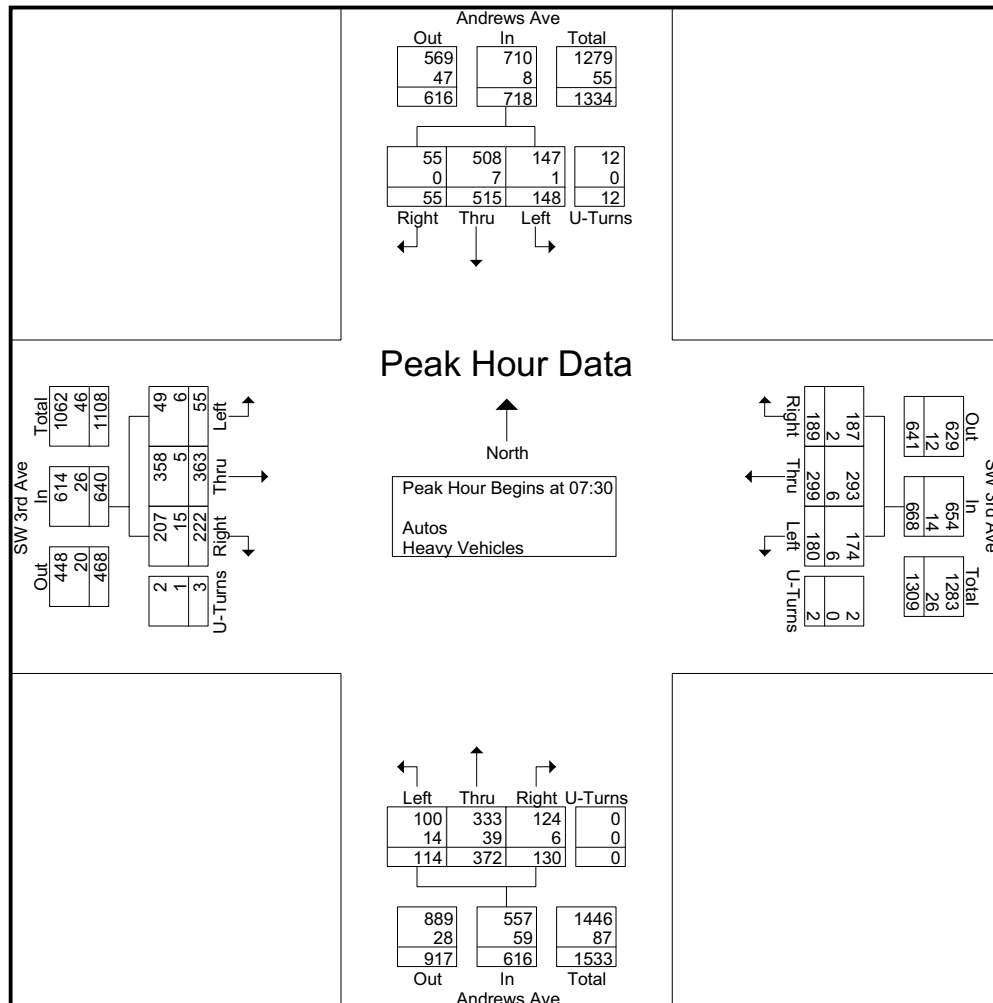 Andrews Ave
Out In Total
569 710 1279
47 8 55
616 718 1334
55 508 147 12
0 7 1 0
55 515 148 12
Right Thru Left U-Turns
Peak Hour Data
North
Peak Hour Begins at 07:30
Autos
Heavy Vehicles
SW 3rd Ave
Out In Total
448 614 1062
20 26 46
468 640 1108
Left Thru Right U-Turns
49 358 207 2
6 5 15 1
55 363 222 3
Right Thru Left U-Turns
187 293 174 2
2 6 6 0
189 299 180 2
SW 3rd Ave
Out In Total
629 654 1283
12 14 26
641 668 1309
Left Thru Right U-Turns
100 333 124 0
14 39 6 0
114 372 130 0
889 557 1446
28 59 87
917 616 1533
Out In Total
Andrews Ave